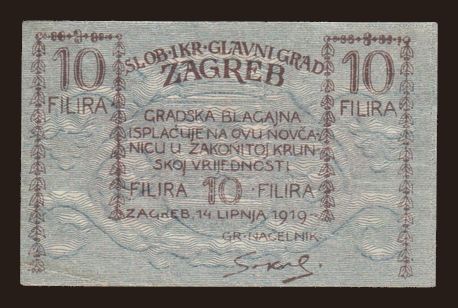 SLOB·I KR·GLAVNI GRAD
ZAGREB
10
FILIRA
10
FILIRA
GRADSKA BLAGAJNA
ISPLAĆUJE NA OVU NOVČA-
NICU U ZAKONITOJ KRUN-
SKOJ VRIJEDNOSTI
FILIRA 10 FILIRA
ZAGREB, 14 LIPNJA 1919
GR·NAČELNIK